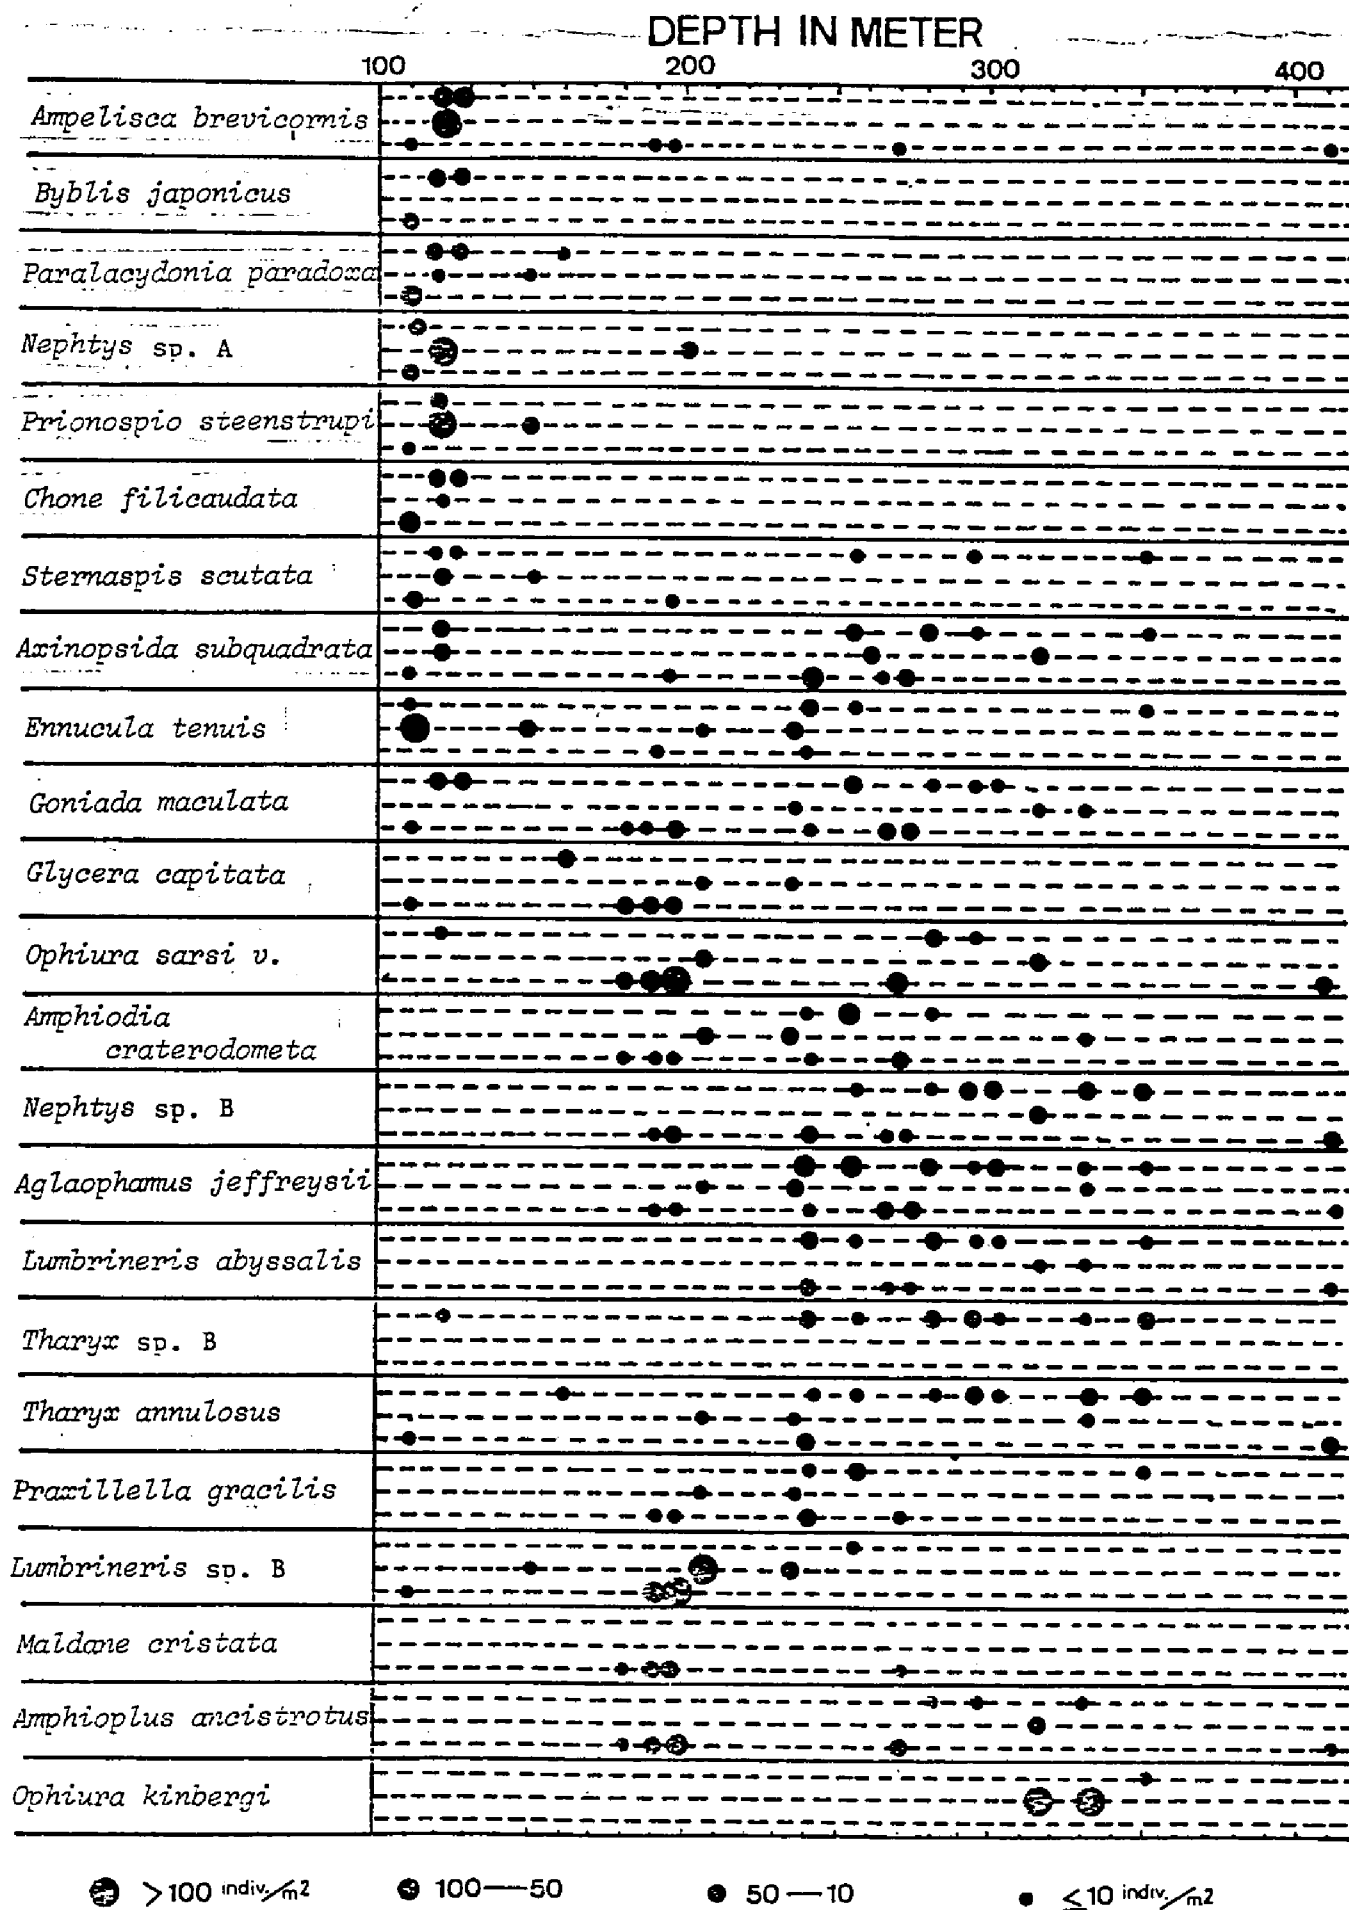 DEPTH IN METER
100 200 300 400
Ampelisca brevicornis
Byblis japonicus
Paralacydonia paradoxa
Nephtys sp. A
Prionospio steenstrupi
Chone filicaudata
Sternaspis scutata
Axinopsida subquadrata
Ennucula tenuis
Goniada maculata
Glycera capitata
Ophiura sarsi v.
Amphiodia
craterodometa
Nephtys sp. B
Aglaophamus jeffreysii
Lumbrineris abyssalis
Tharyx sp. B
Tharyx annulosus
Praxillella gracilis
Lumbrineris sp. B
Maldane cristata
Amphioplus ancistrotus
Ophiura kinbergi
>100 indiv./m2 100—50 50—10 ≤10 indiv./m2